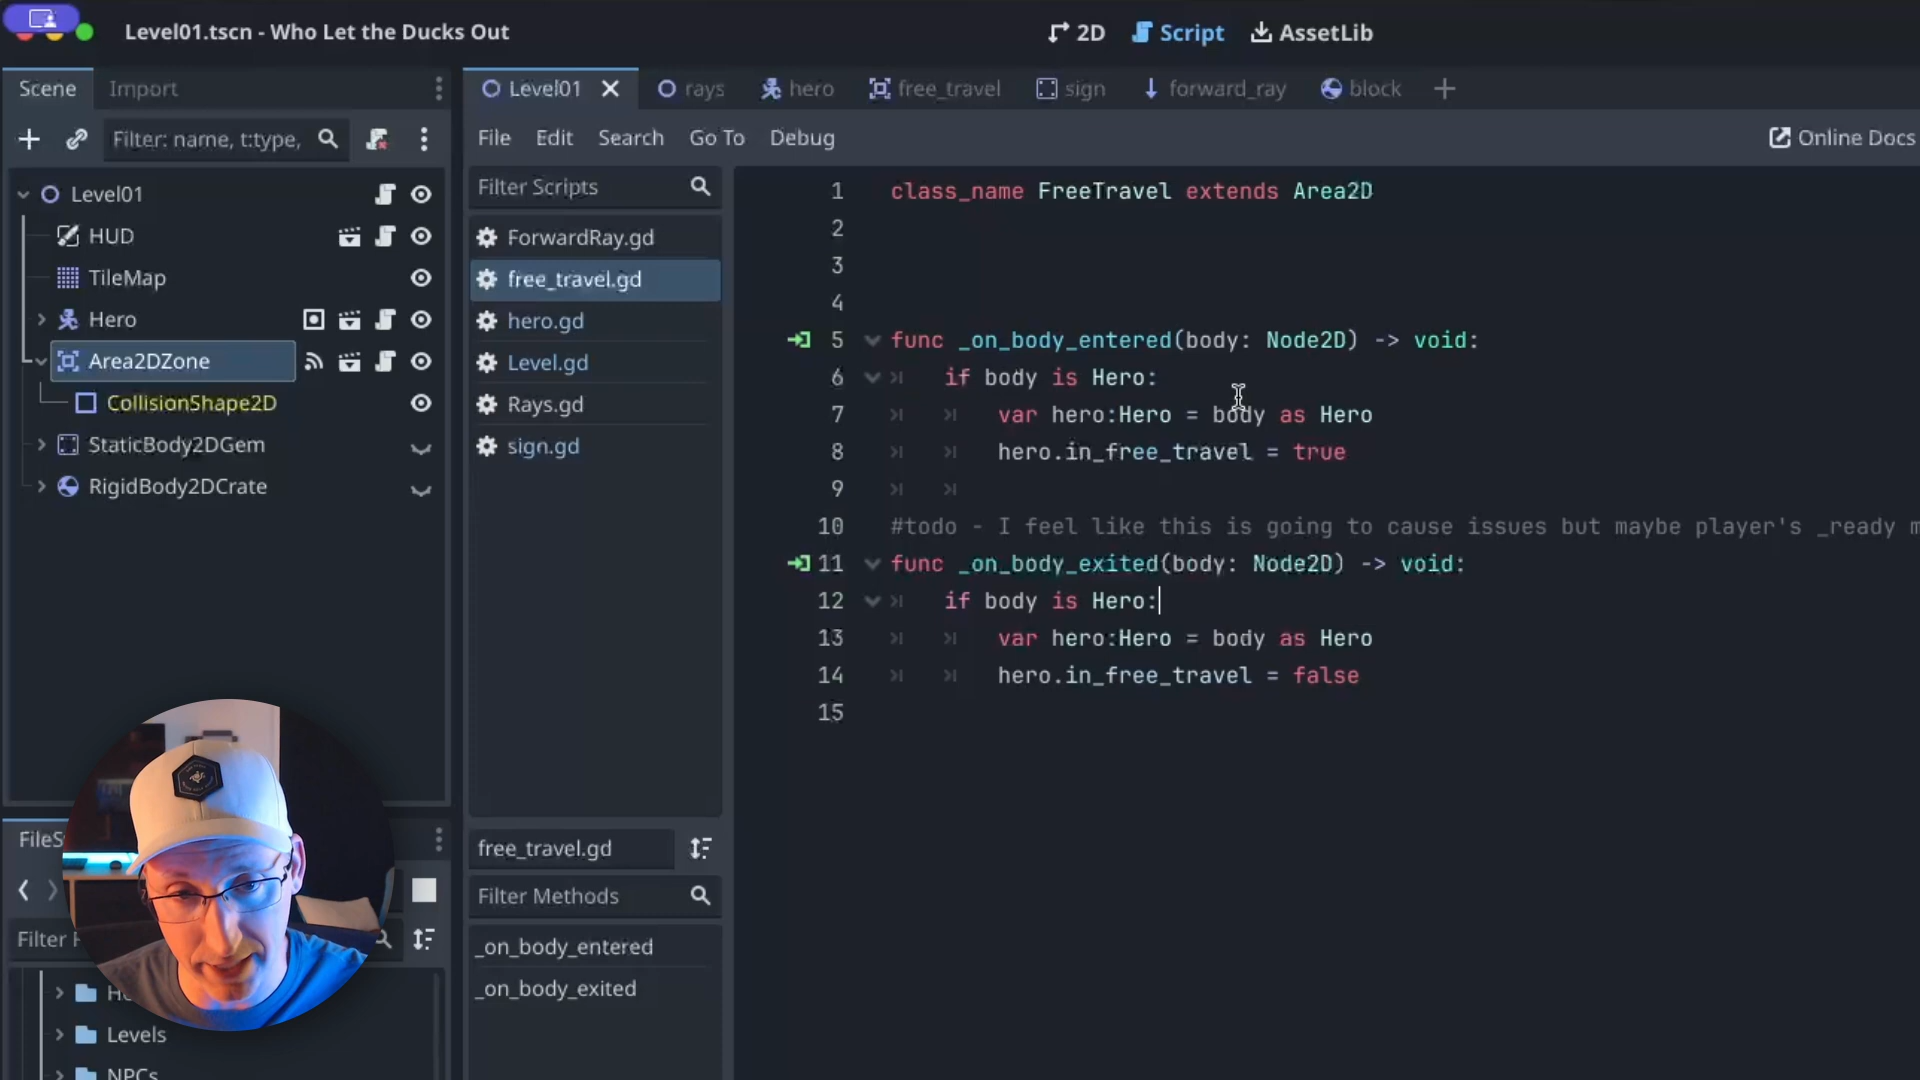 Level01.tscn - Who Let the Ducks Out
2D
Script
AssetLib
Scene
Import
Level01
rays
hero
free_travel
sign
forward_ray
block
Filter: name, t:type,
File
Edit
Search
Go To
Debug
Online Docs
Level01
HUD
TileMap
Hero
Area2DZone
CollisionShape2D
StaticBody2DGem
RigidBody2DCrate
Filter Scripts
ForwardRay.gd
free_travel.gd
hero.gd
Level.gd
Rays.gd
sign.gd
free_travel.gd
Filter Methods
_on_body_entered
_on_body_exited
1 class_name FreeTravel extends Area2D
2
3
4
5 func _on_body_entered(body: Node2D) -> void:
6 if body is Hero:
7 var hero:Hero = body as Hero
8 hero.in_free_travel = true
9
10 #todo - I feel like this is going to cause issues but maybe player's _ready m
11 func _on_body_exited(body: Node2D) -> void:
12 if body is Hero:
13 var hero:Hero = body as Hero
14 hero.in_free_travel = false
15
FileS
Filter F
Levels
NPCs